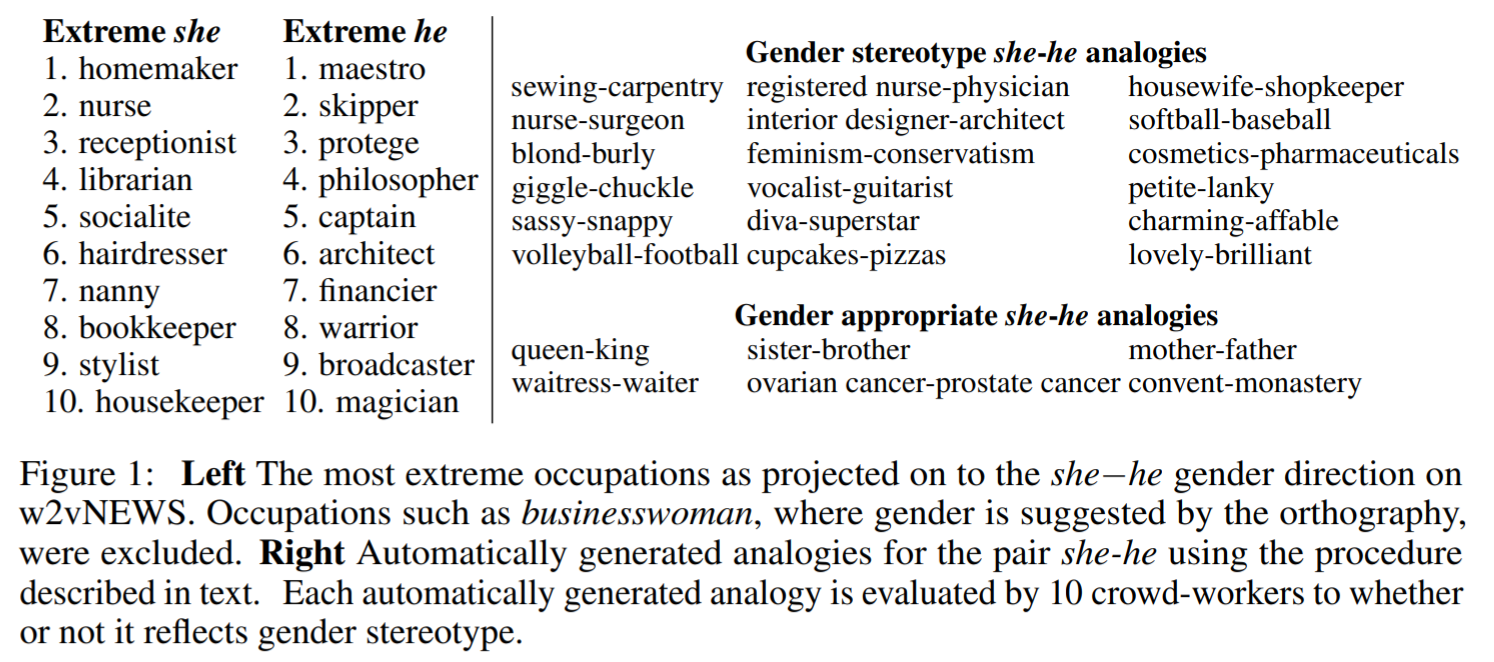 Extreme she
1. homemaker
2. nurse
3. receptionist
4. librarian
5. socialite
6. hairdresser
7. nanny
8. bookkeeper
9. stylist
10. housekeeper
Extreme he
1. maestro
2. skipper
3. protege
4. philosopher
5. captain
6. architect
7. financier
8. warrior
9. broadcaster
10. magician
Gender stereotype she-he analogies
sewing-carpentry registered nurse-physician housewife-shopkeeper
nurse-surgeon interior designer-architect softball-baseball
blond-burly feminism-conservatism cosmetics-pharmaceuticals
giggle-chuckle vocalist-guitarist petite-lanky
sassy-snappy diva-superstar charming-affable
volleyball-football cupcakes-pizzas lovely-brilliant
Gender appropriate she-he analogies
queen-king sister-brother mother-father
waitress-waiter ovarian cancer-prostate cancer convent-monastery
Figure 1: Left The most extreme occupations as projected on to the she−he gender direction on
w2vNEWS. Occupations such as businesswoman, where gender is suggested by the orthography,
were excluded. Right Automatically generated analogies for the pair she-he using the procedure
described in text. Each automatically generated analogy is evaluated by 10 crowd-workers to whether
or not it reflects gender stereotype.